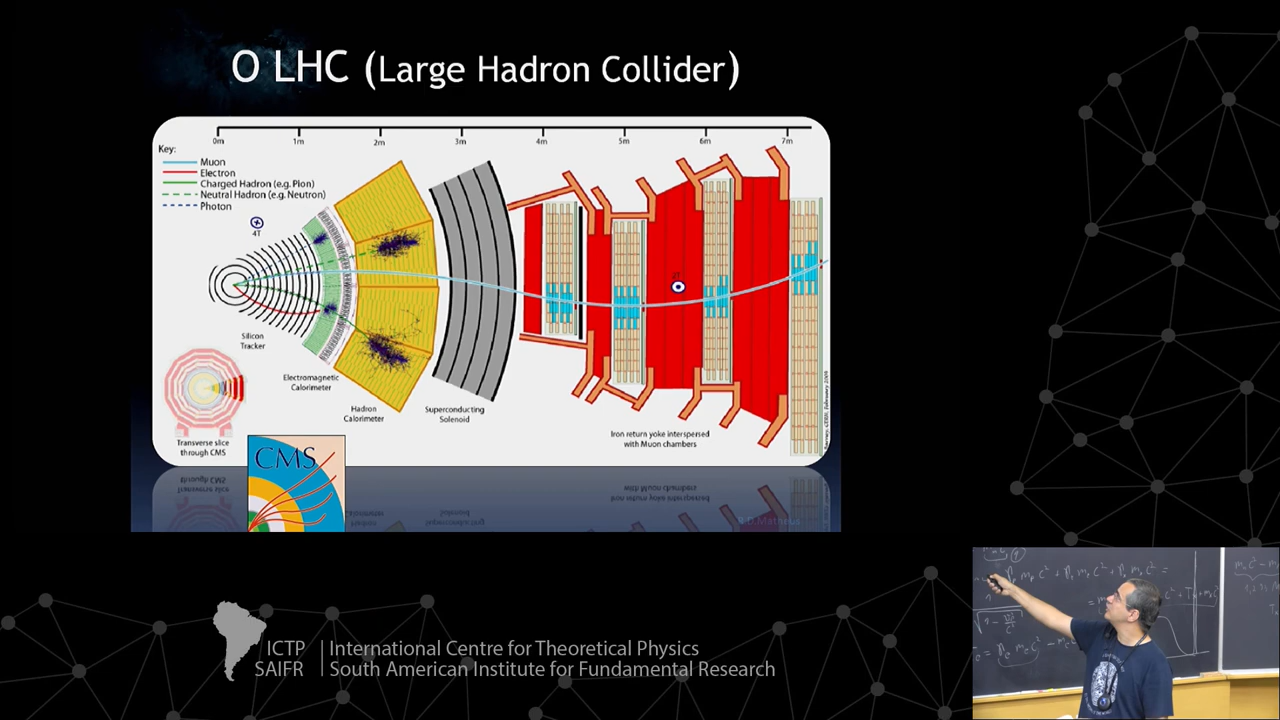 O LHC (Large Hadron Collider)
0m 1m 2m 3m 4m 5m 6m 7m
Key:
Muon
Electron
Charged Hadron (e.g. Pion)
Neutral Hadron (e.g. Neutron)
Photon
4T
Silicon
Tracker
Electromagnetic
Calorimeter
Hadron
Calorimeter
Superconducting
Solenoid
Iron return yoke interspersed
with Muon chambers
Transverse slice
through CMS
CMS
R.D.Matheus
ICTP
SAIFR
International Centre for Theoretical Physics
South American Institute for Fundamental Research